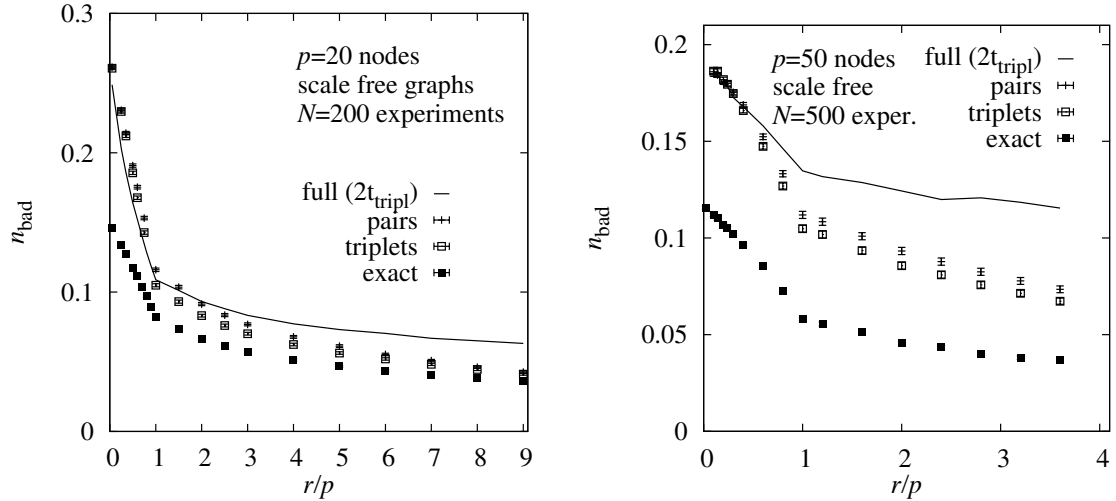 0.3
0.2
0.1
0
n_bad
p=20 nodes
scale free graphs
N=200 experiments
full (2t_tripl)
pairs
triplets
exact
0 1 2 3 4 5 6 7 8 9
r/p
0.2
0.15
0.1
0.05
0
n_bad
p=50 nodes
scale free
N=500 exper.
full (2t_tripl)
pairs
triplets
exact
0 1 2 3 4
r/p